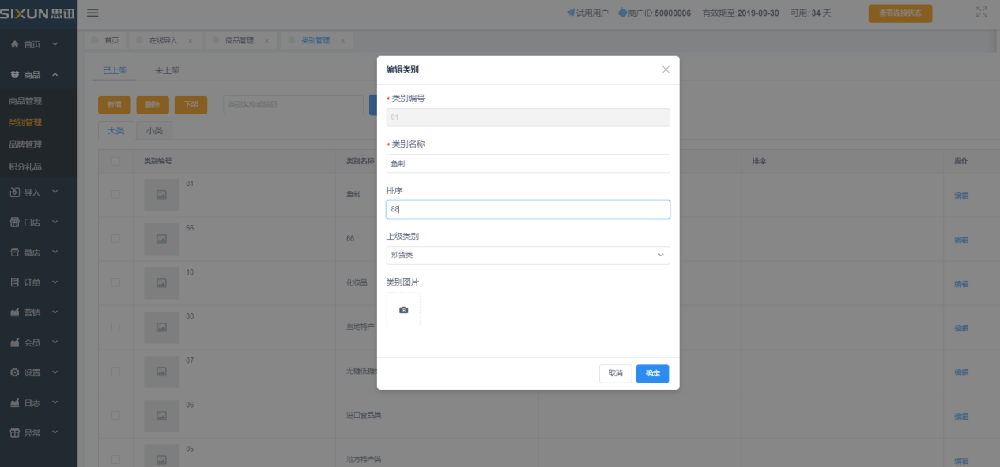 SIXUN 思迅
试用用户 商户ID:50000006 有效期至 2019-09-30 可用: 34 天 查看连接状态
首页
首页 在线导入 × 商品管理 × 类别管理 ×
商品
已上架 未上架
商品管理
类别管理
品牌管理
积分礼品
导入
门店
微店
订单
营销
会员
设置
日志
异常
新增 删除 下架 类别名称或编码
大类 小类
类别编号 类别名称 排序 操作
01 鱼制 编辑
66 66 编辑
10 化妆品 编辑
08 当地特产 编辑
07 无糖低糖 编辑
06 进口食品类 编辑
05 地方特产类 编辑
编辑类别
* 类别编号
01
* 类别名称
鱼制
排序
88
上级类别
炒货类
类别图片
取消 确定